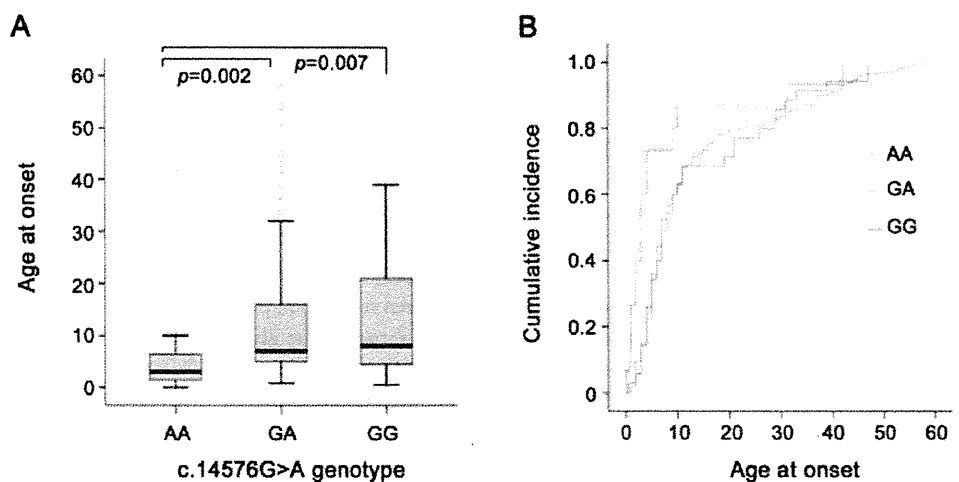 A
p=0.002
p=0.007
60
50
40
30
20
10
0
Age at onset
AA
GA
GG
c.14576G>A genotype
B
1.0
0.8
0.6
0.4
0.2
0
Cumulative incidence
AA
GA
GG
0
10
20
30
40
50
60
Age at onset